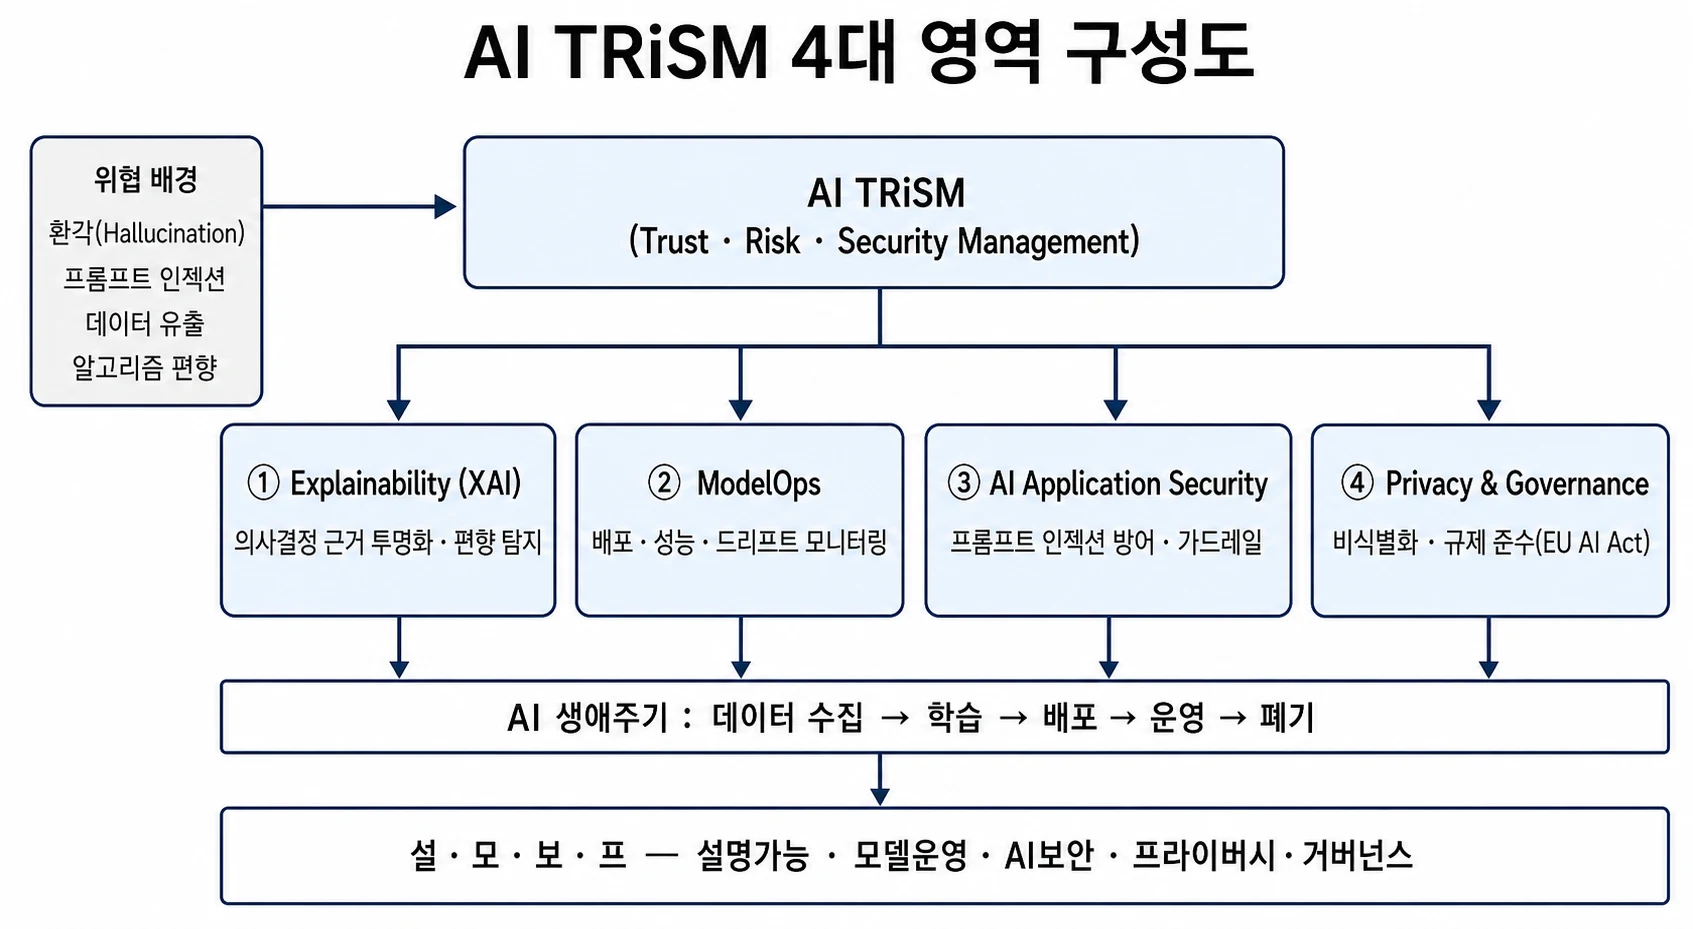 AI TRiSM 4대 영역 구성도
위협 배경
환각(Hallucination)
프롬프트 인젝션
데이터 유출
알고리즘 편향
AI TRiSM
(Trust · Risk · Security Management)
① Explainability (XAI)
의사결정 근거 투명화 · 편향 탐지
② ModelOps
배포 · 성능 · 드리프트 모니터링
③ AI Application Security
프롬프트 인젝션 방어 · 가드레일
④ Privacy & Governance
비식별화 · 규제 준수(EU AI Act)
AI 생애주기 : 데이터 수집 → 학습 → 배포 → 운영 → 폐기
설 · 모 · 보 · 프 — 설명가능 · 모델운영 · AI보안 · 프라이버시 · 거버넌스